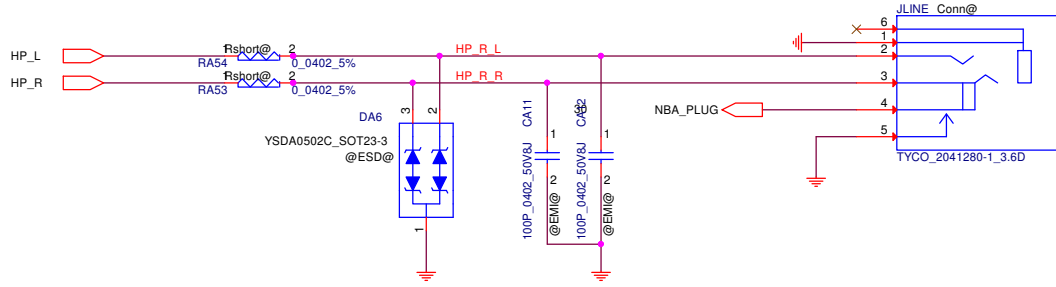 JLINE Conn@
6
1
2
3
4
5
TYCO_2041280-1_3.6D
HP_L
1 Rshort@ 2
RA54 0_0402_5%
HP_R_L
HP_R
1 Rshort@ 2
RA53 0_0402_5%
HP_R_R
NBA_PLUG
DA6
3
2
YSDA0502C_SOT23-3
@ESD@
1
CA11
1
2
100P_0402_50V8J
@EMI@
1
2
100P_0402_50V8J
@EMI@